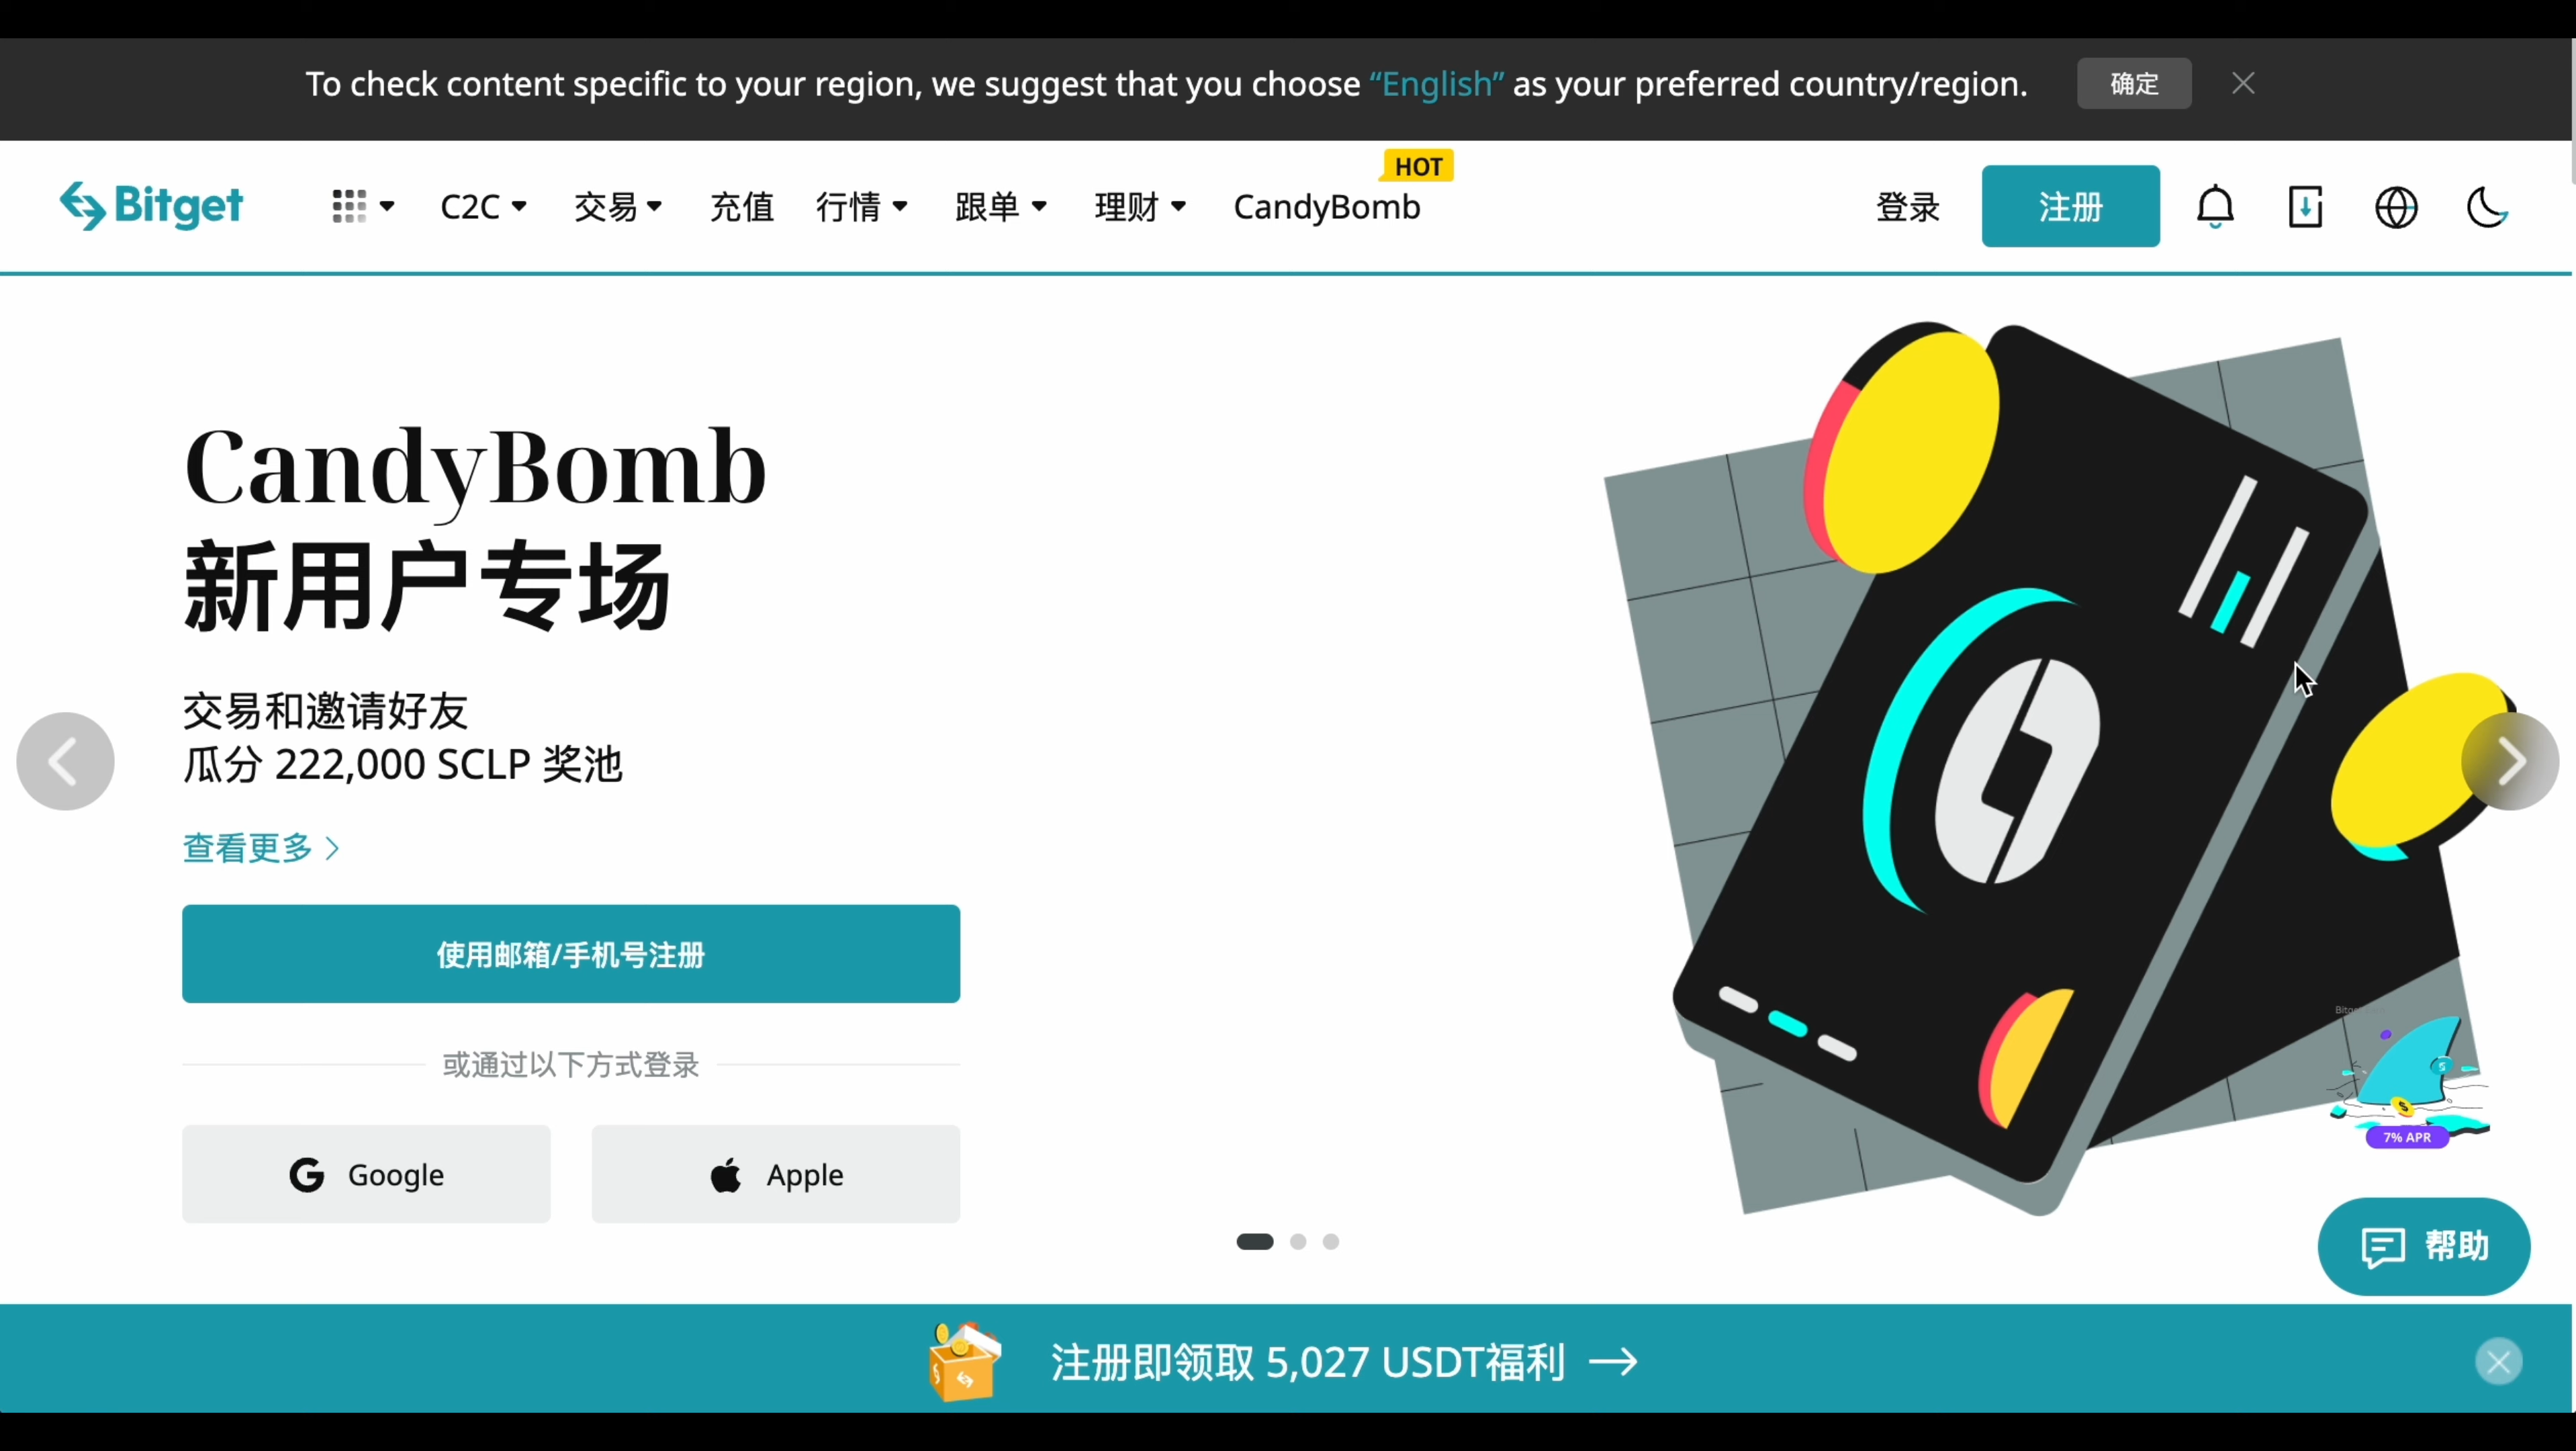 To check content specific to your region, we suggest that you choose “English” as your preferred country/region.
确定
Bitget
C2C
交易
充值
行情
跟单
理财
CandyBomb
HOT
登录
注册
CandyBomb
新用户专场
交易和邀请好友
瓜分 222,000 SCLP 奖池
查看更多
使用邮箱/手机号注册
或通过以下方式登录
Google
Apple
7% APR
帮助
注册即领取 5,027 USDT福利